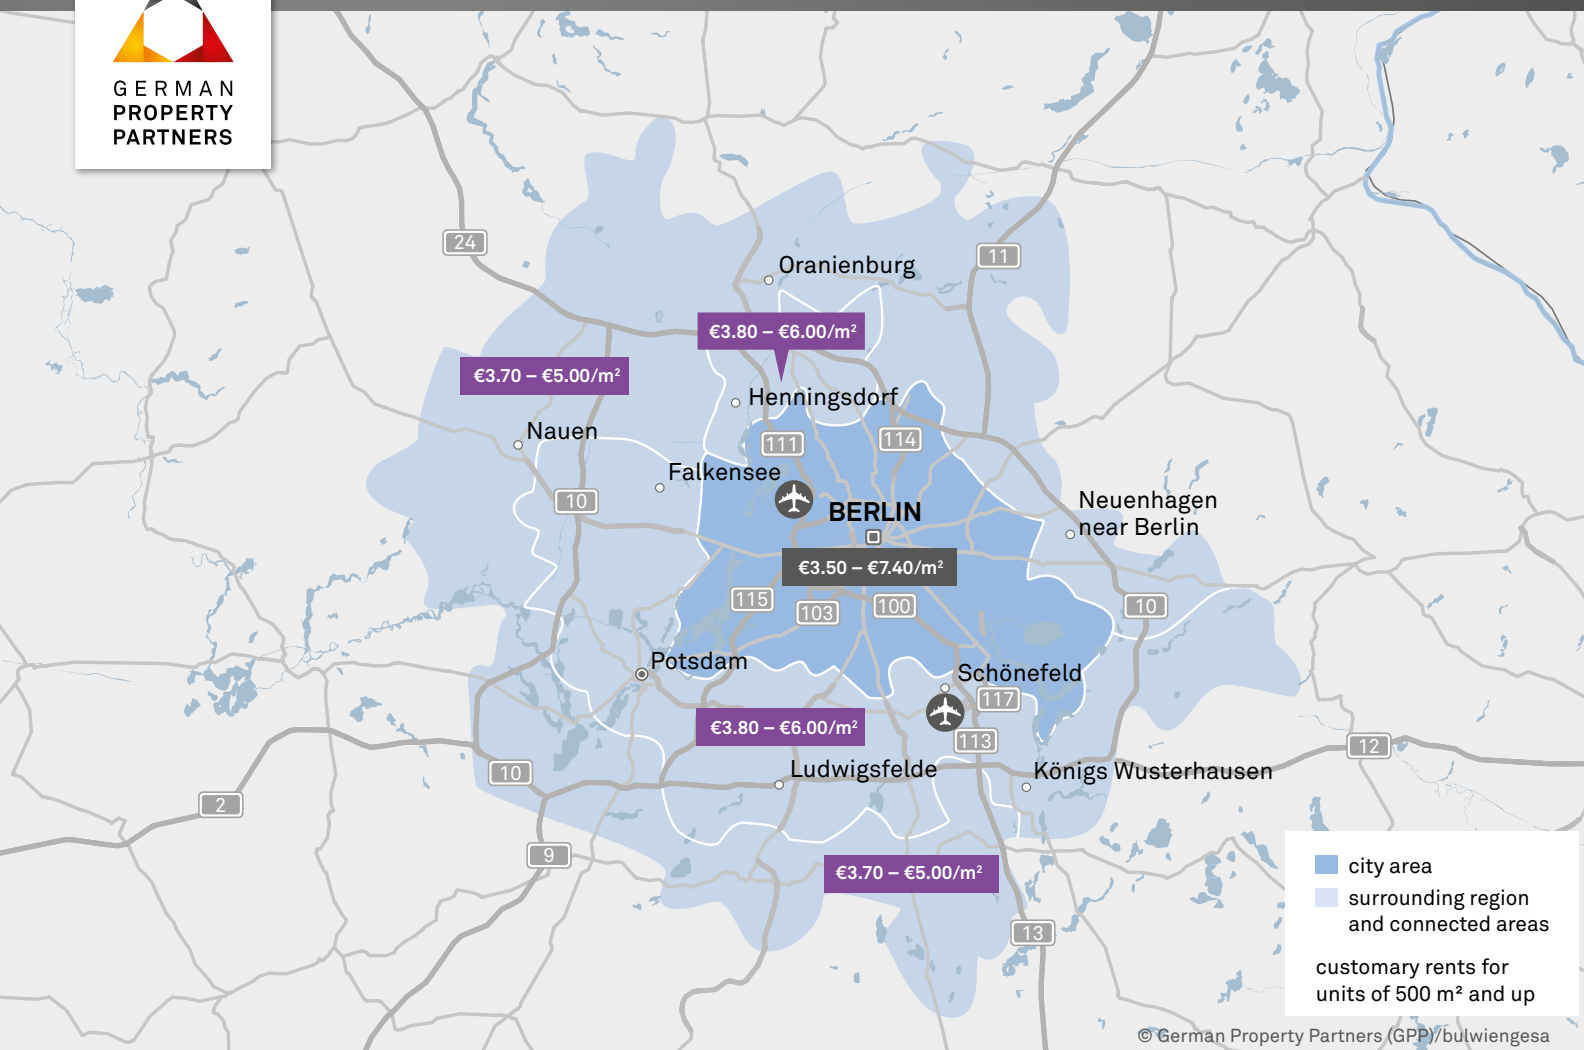 GERMAN
PROPERTY
PARTNERS
24
11
Oranienburg
€3.80 – €6.00/m²
€3.70 – €5.00/m²
Henningsdorf
Nauen
111
114
Falkensee
10
BERLIN
Neuenhagen
near Berlin
€3.50 – €7.40/m²
115
103
100
10
Potsdam
Schönefeld
117
€3.80 – €6.00/m²
113
12
Ludwigsfelde
Königs Wusterhausen
10
2
9
€3.70 – €5.00/m²
13
city area
surrounding region
and connected areas
customary rents for
units of 500 m² and up
© German Property Partners (GPP)/bulwiengesa